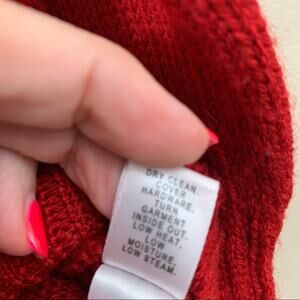 DRY CLEAN.
COVER
HARDWARE.
TURN
GARMENT
INSIDE OUT.
LOW HEAT,
LOW
MOISTURE,
LOW STEAM.